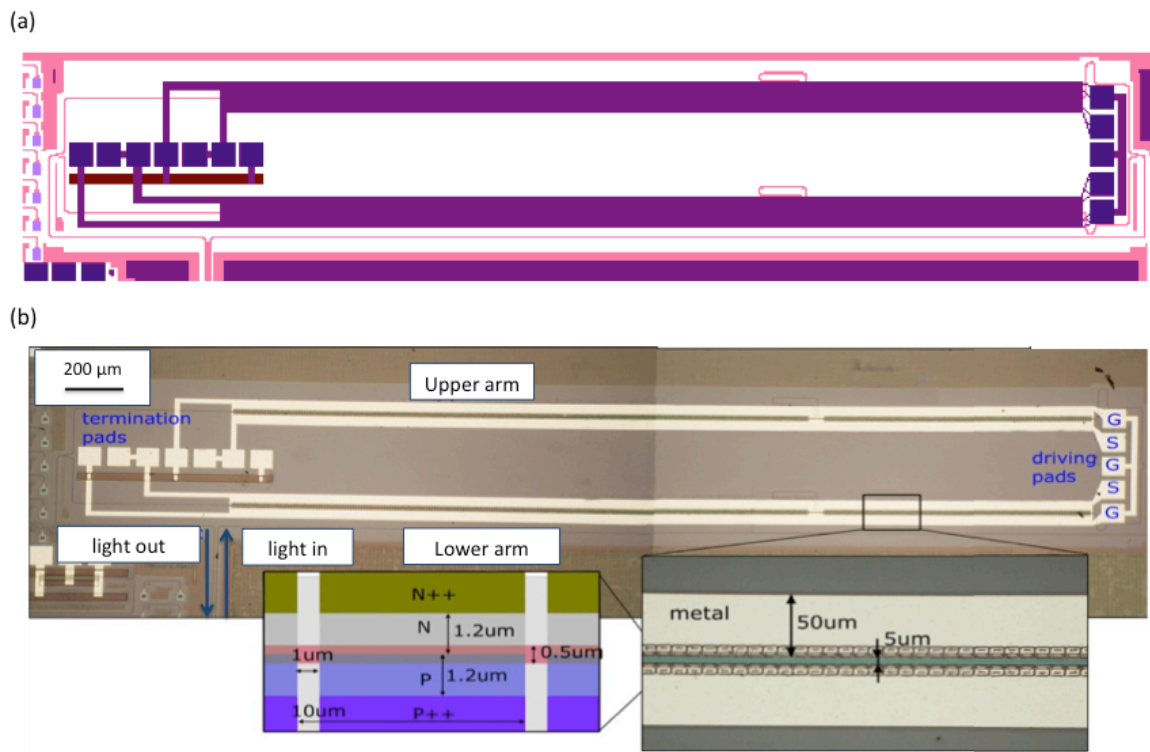 (a)
(b)
200 µm
Upper arm
termination
pads
G
S
G
S
G
driving
pads
light out
light in
Lower arm
N++
N
1.2um
1um
0.5um
P
1.2um
10um
P++
metal
50um
5um